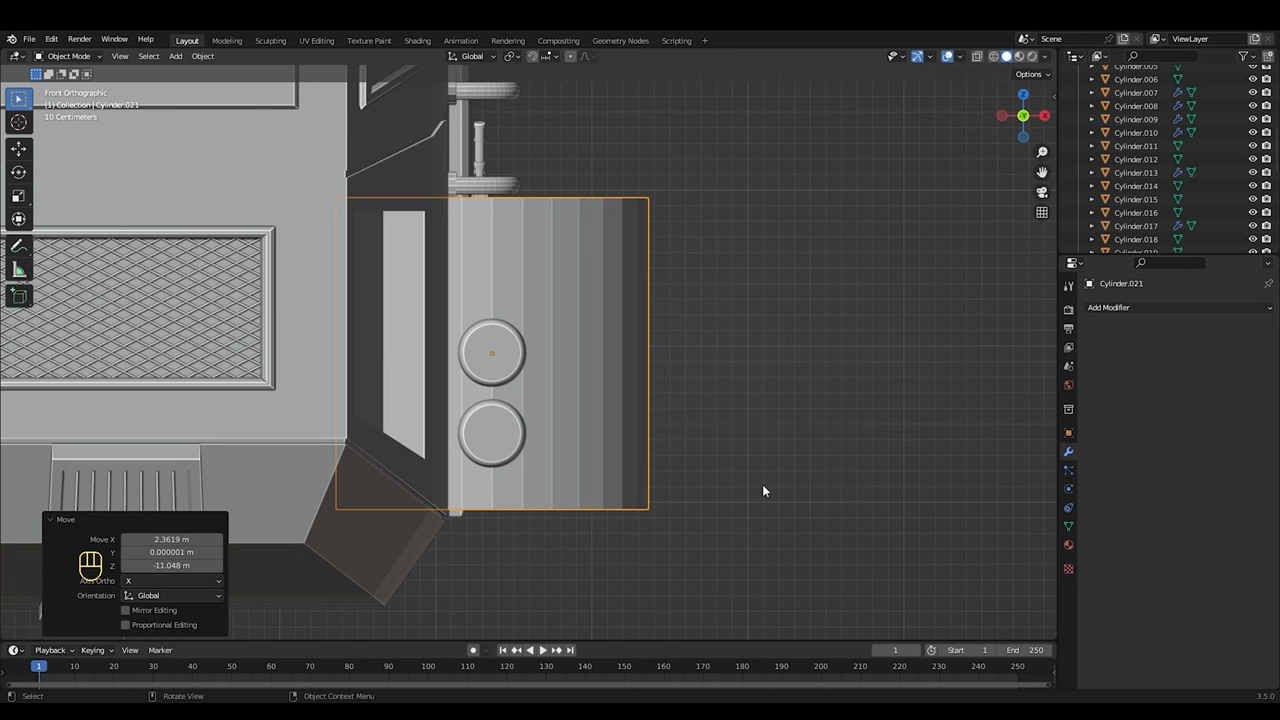 File Edit Render Window Help Layout Modeling Sculpting UV Editing Texture Paint Shading Animation Rendering Compositing Geometry Nodes Scripting + Scene ViewLayer
Object Mode View Select Add Object Global
Options
Front Orthographic
(1) Collection | Cylinder.021
10 Centimeters
Z
X
Y
Cylinder.006
Cylinder.007
Cylinder.008
Cylinder.009
Cylinder.010
Cylinder.011
Cylinder.012
Cylinder.013
Cylinder.014
Cylinder.015
Cylinder.016
Cylinder.017
Cylinder.018
Cylinder.021
Add Modifier
Move
Move X 2.3619 m
Y 0.000001 m
Z -11.048 m
Ortho X
Orientation Global
Mirror Editing
Proportional Editing
Playback Keying View Marker 1 Start 1 End 250
1 10 20 30 40 50 60 70 80 90 100 110 120 130 140 150 160 170 180 190 200 210 220 230 240 250
Select Rotate View Object Context Menu 3.5.0